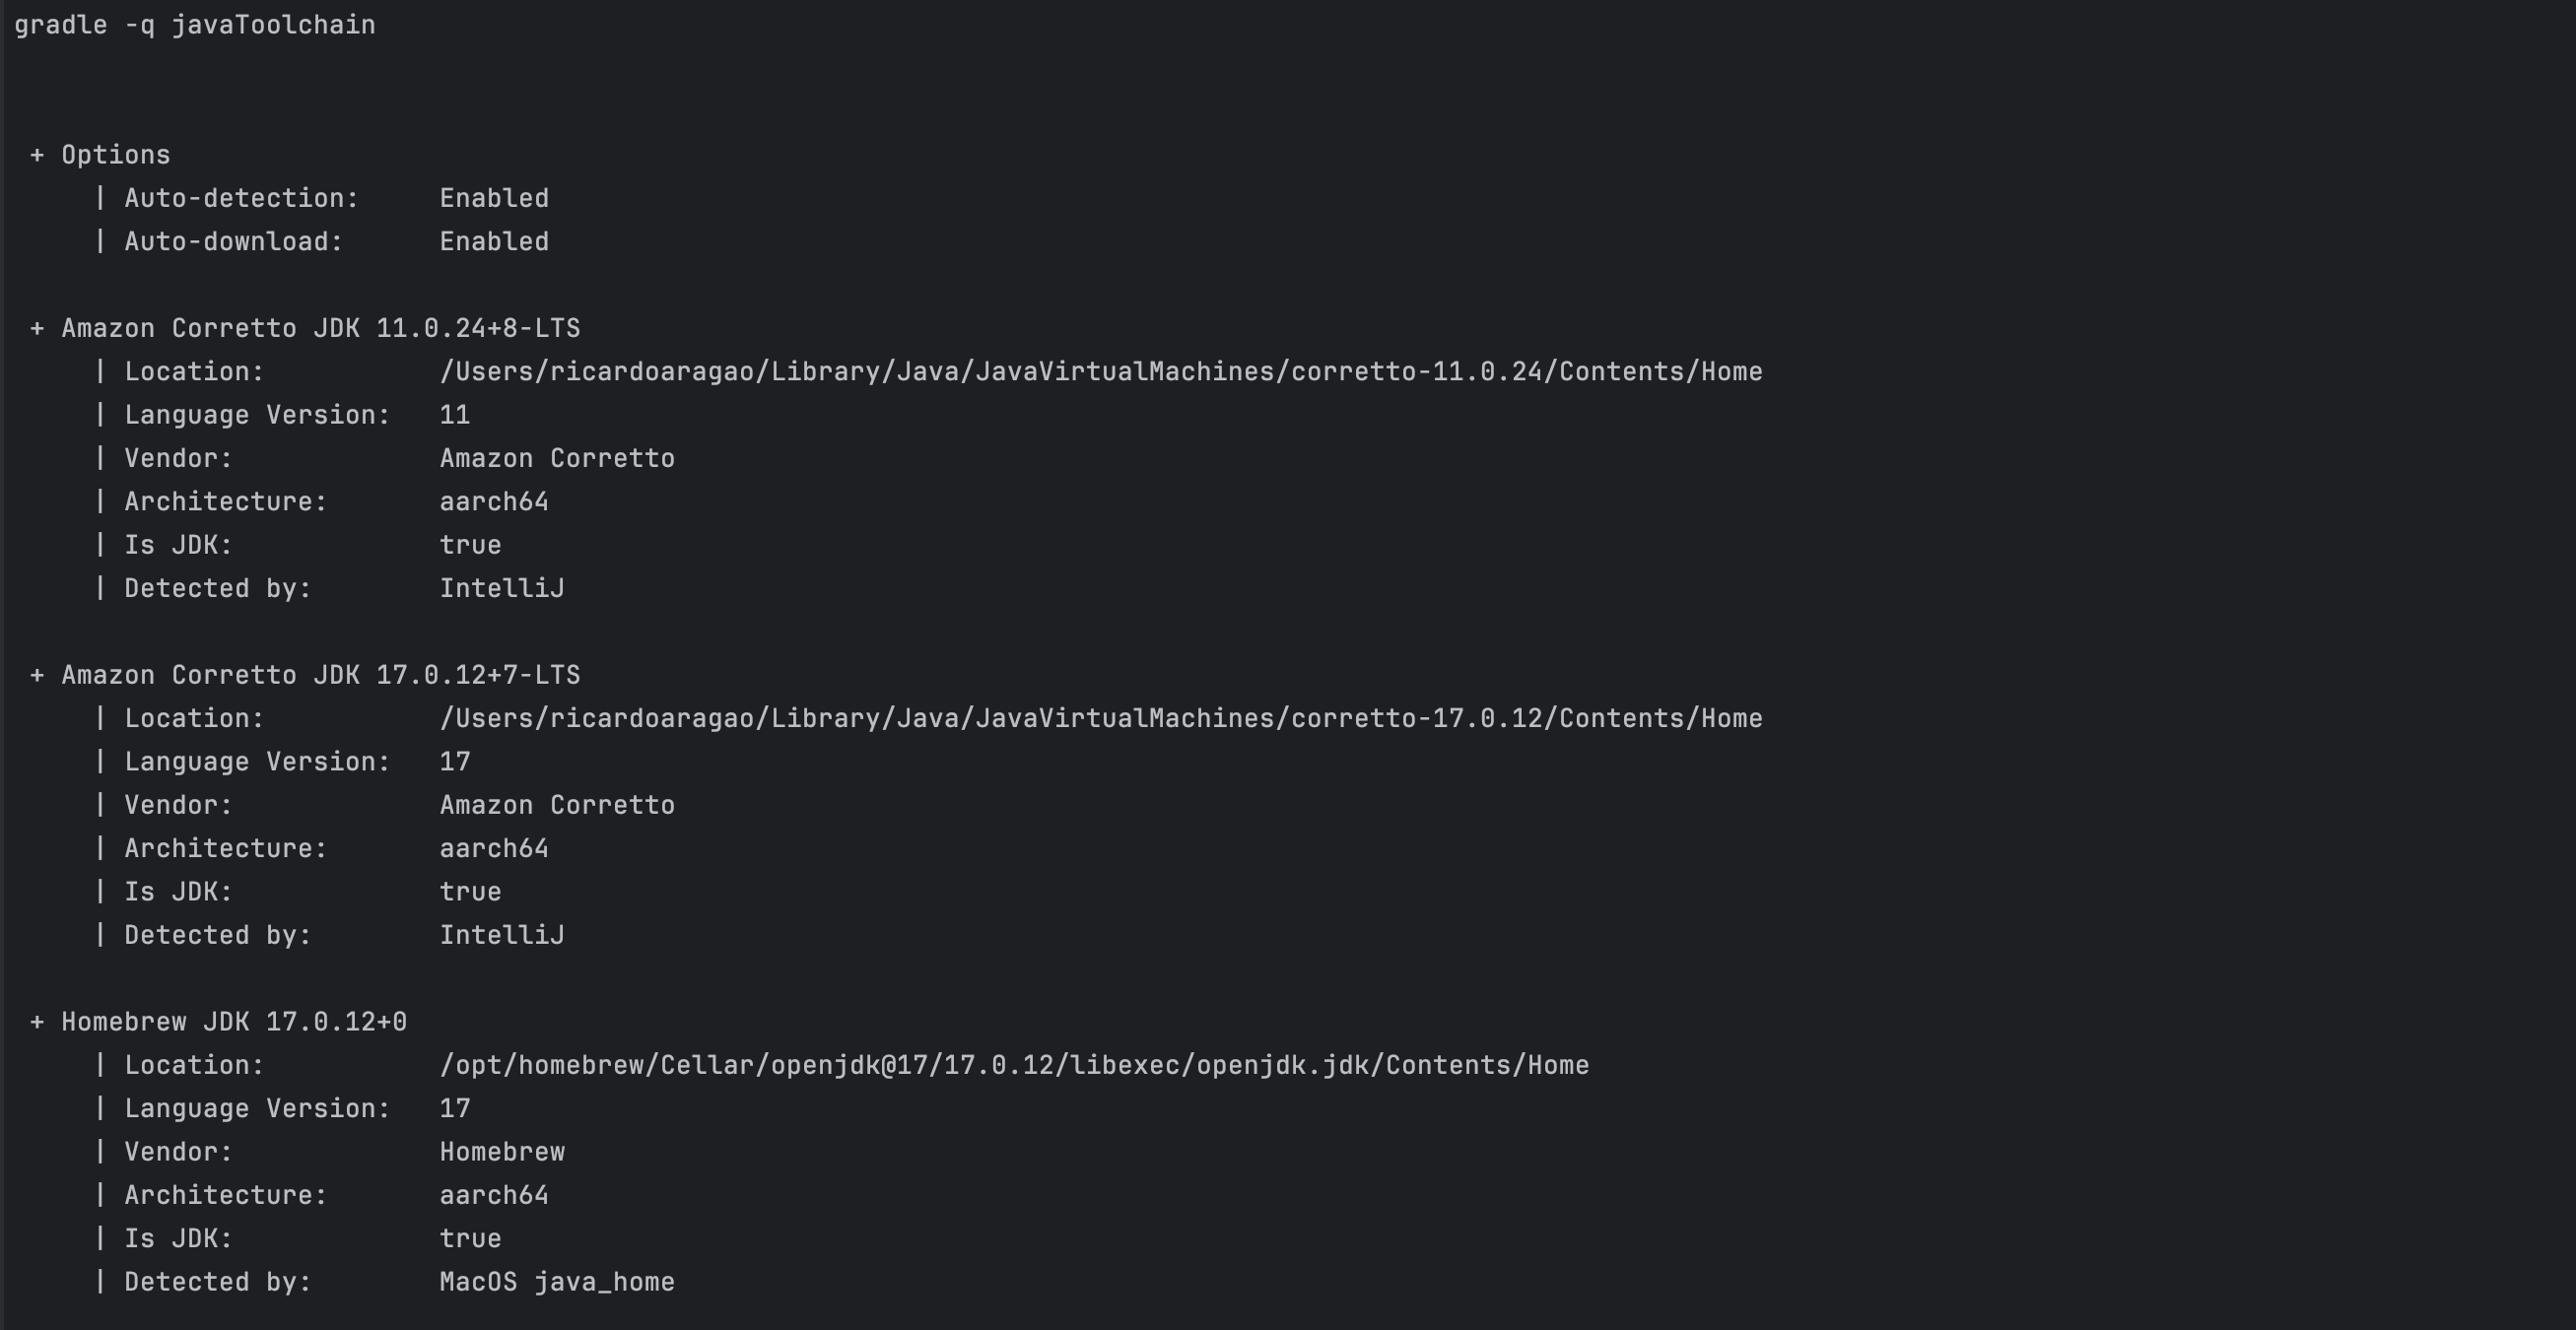 gradle -q javaToolchain
+ Options
| Auto-detection: Enabled
| Auto-download: Enabled
+ Amazon Corretto JDK 11.0.24+8-LTS
| Location: /Users/ricardoaragao/Library/Java/JavaVirtualMachines/corretto-11.0.24/Contents/Home
| Language Version: 11
| Vendor: Amazon Corretto
| Architecture: aarch64
| Is JDK: true
| Detected by: IntelliJ
+ Amazon Corretto JDK 17.0.12+7-LTS
| Location: /Users/ricardoaragao/Library/Java/JavaVirtualMachines/corretto-17.0.12/Contents/Home
| Language Version: 17
| Vendor: Amazon Corretto
| Architecture: aarch64
| Is JDK: true
| Detected by: IntelliJ
+ Homebrew JDK 17.0.12+0
| Location: /opt/homebrew/Cellar/openjdk@17/17.0.12/libexec/openjdk.jdk/Contents/Home
| Language Version: 17
| Vendor: Homebrew
| Architecture: aarch64
| Is JDK: true
| Detected by: MacOS java_home